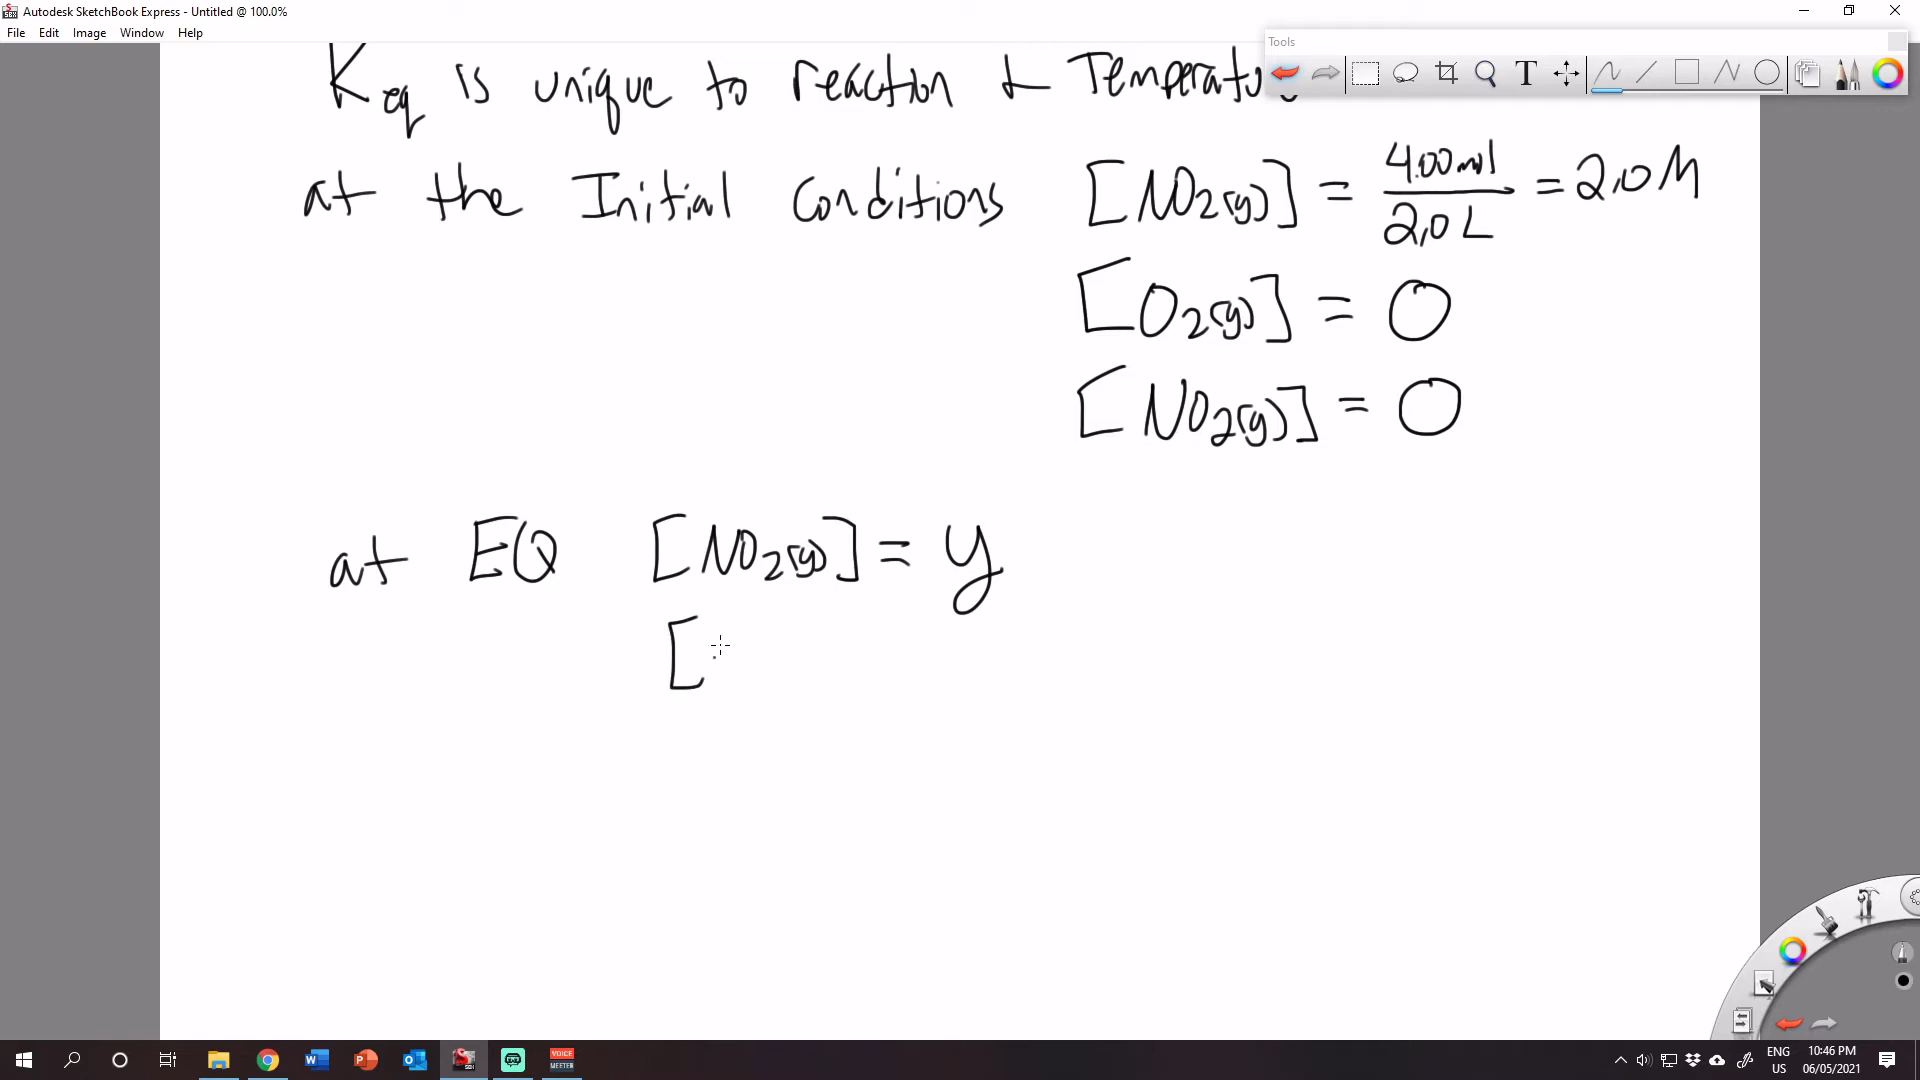 Autodesk SketchBook Express - Untitled @ 100.0%
File Edit Image Window Help
Tools
Keq is unique to reaction & Temperatu
at the Initial Conditions [NO2(g)] = 4.00 mol / 2.0 L = 2.0 M
[O2(g)] = 0
[NO2(g)] = 0
at EQ [NO2(g)] = y
[
ENG
US
10:46 PM
06/05/2021
VOICE
MEETER